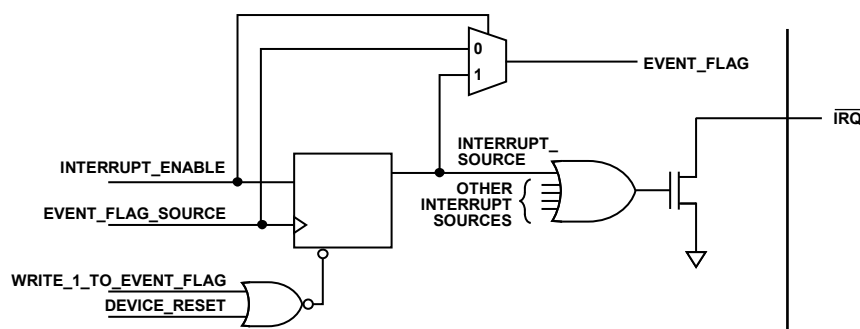 0
1
EVENT_FLAG
IRQ
INTERRUPT_ENABLE
INTERRUPT_
SOURCE
OTHER
INTERRUPT
SOURCES
EVENT_FLAG_SOURCE
WRITE_1_TO_EVENT_FLAG
DEVICE_RESET